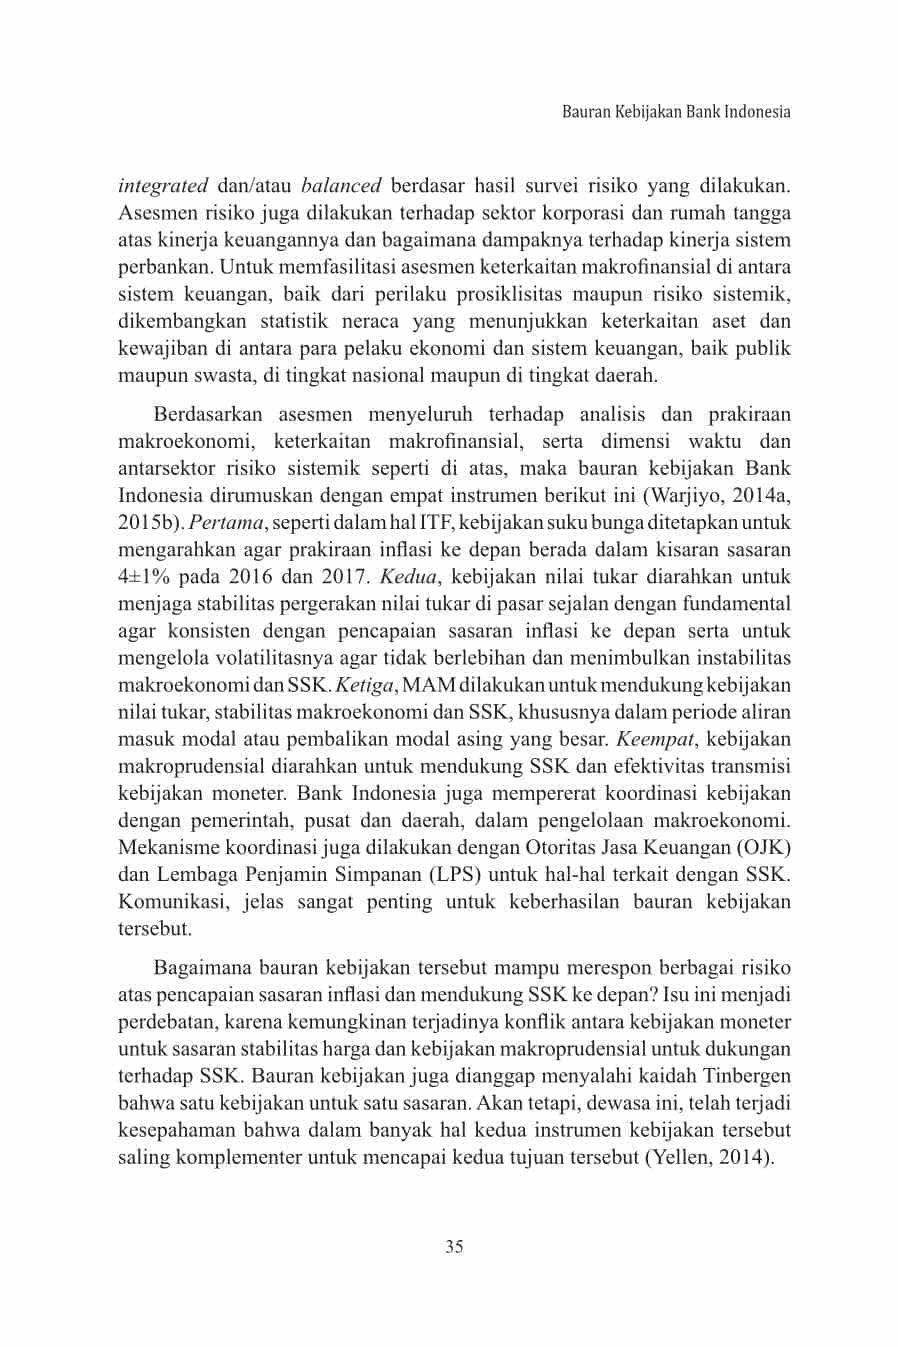 Bauran Kebijakan Bank Indonesia
integrated dan/atau balanced berdasar hasil survei risiko yang dilakukan.
Asesmen risiko juga dilakukan terhadap sektor korporasi dan rumah tangga
atas kinerja keuangannya dan bagaimana dampaknya terhadap kinerja sistem
perbankan. Untuk memfasilitasi asesmen keterkaitan makrofinansial di antara
sistem keuangan, baik dari perilaku prosiklisitas maupun risiko sistemik,
dikembangkan statistik neraca yang menunjukkan keterkaitan aset dan
kewajiban di antara para pelaku ekonomi dan sistem keuangan, baik publik
maupun swasta, di tingkat nasional maupun di tingkat daerah.
Berdasarkan asesmen menyeluruh terhadap analisis dan prakiraan
makroekonomi, keterkaitan makrofinansial, serta dimensi waktu dan
antarsektor risiko sistemik seperti di atas, maka bauran kebijakan Bank
Indonesia dirumuskan dengan empat instrumen berikut ini (Warjiyo, 2014a,
2015b). Pertama, seperti dalam hal ITF, kebijakan suku bunga ditetapkan untuk
mengarahkan agar prakiraan inflasi ke depan berada dalam kisaran sasaran
4±1% pada 2016 dan 2017. Kedua, kebijakan nilai tukar diarahkan untuk
menjaga stabilitas pergerakan nilai tukar di pasar sejalan dengan fundamental
agar konsisten dengan pencapaian sasaran inflasi ke depan serta untuk
mengelola volatilitasnya agar tidak berlebihan dan menimbulkan instabilitas
makroekonomi dan SSK. Ketiga, MAM dilakukan untuk mendukung kebijakan
nilai tukar, stabilitas makroekonomi dan SSK, khususnya dalam periode aliran
masuk modal atau pembalikan modal asing yang besar. Keempat, kebijakan
makroprudensial diarahkan untuk mendukung SSK dan efektivitas transmisi
kebijakan moneter. Bank Indonesia juga mempererat koordinasi kebijakan
dengan pemerintah, pusat dan daerah, dalam pengelolaan makroekonomi.
Mekanisme koordinasi juga dilakukan dengan Otoritas Jasa Keuangan (OJK)
dan Lembaga Penjamin Simpanan (LPS) untuk hal-hal terkait dengan SSK.
Komunikasi, jelas sangat penting untuk keberhasilan bauran kebijakan
tersebut.
Bagaimana bauran kebijakan tersebut mampu merespon berbagai risiko
atas pencapaian sasaran inflasi dan mendukung SSK ke depan? Isu ini menjadi
perdebatan, karena kemungkinan terjadinya konflik antara kebijakan moneter
untuk sasaran stabilitas harga dan kebijakan makroprudensial untuk dukungan
terhadap SSK. Bauran kebijakan juga dianggap menyalahi kaidah Tinbergen
bahwa satu kebijakan untuk satu sasaran. Akan tetapi, dewasa ini, telah terjadi
kesepahaman bahwa dalam banyak hal kedua instrumen kebijakan tersebut
saling komplementer untuk mencapai kedua tujuan tersebut (Yellen, 2014).
35